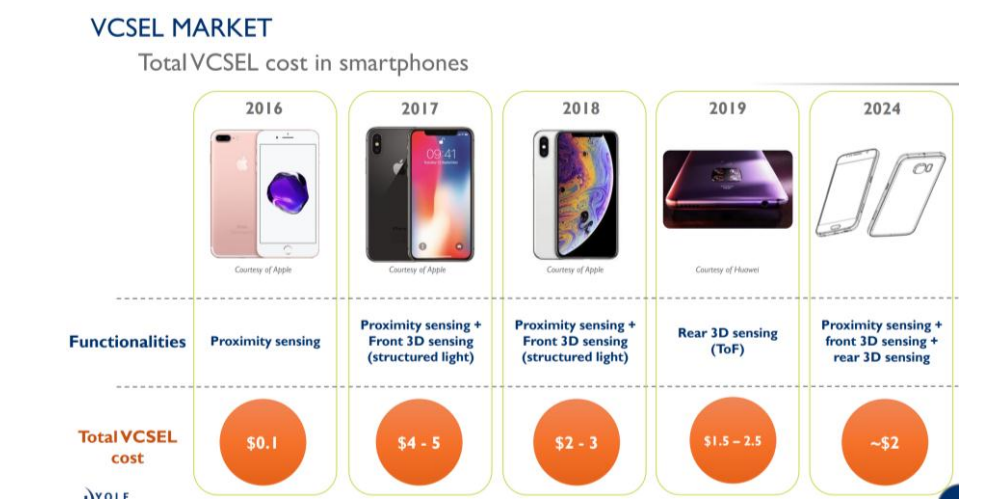 VCSEL MARKET
Total VCSEL cost in smartphones
2016
2017
2018
2019
2024
09:41
Courtesy of Apple
Courtesy of Apple
Courtesy of Apple
Courtesy of Huawei
Functionalities
Proximity sensing
Proximity sensing +
Front 3D sensing
(structured light)
Proximity sensing +
Front 3D sensing
(structured light)
Rear 3D sensing
(ToF)
Proximity sensing +
front 3D sensing +
rear 3D sensing
Total VCSEL
cost
$0.1
$4 - 5
$2 - 3
$1.5 – 2.5
~$2
YOLE